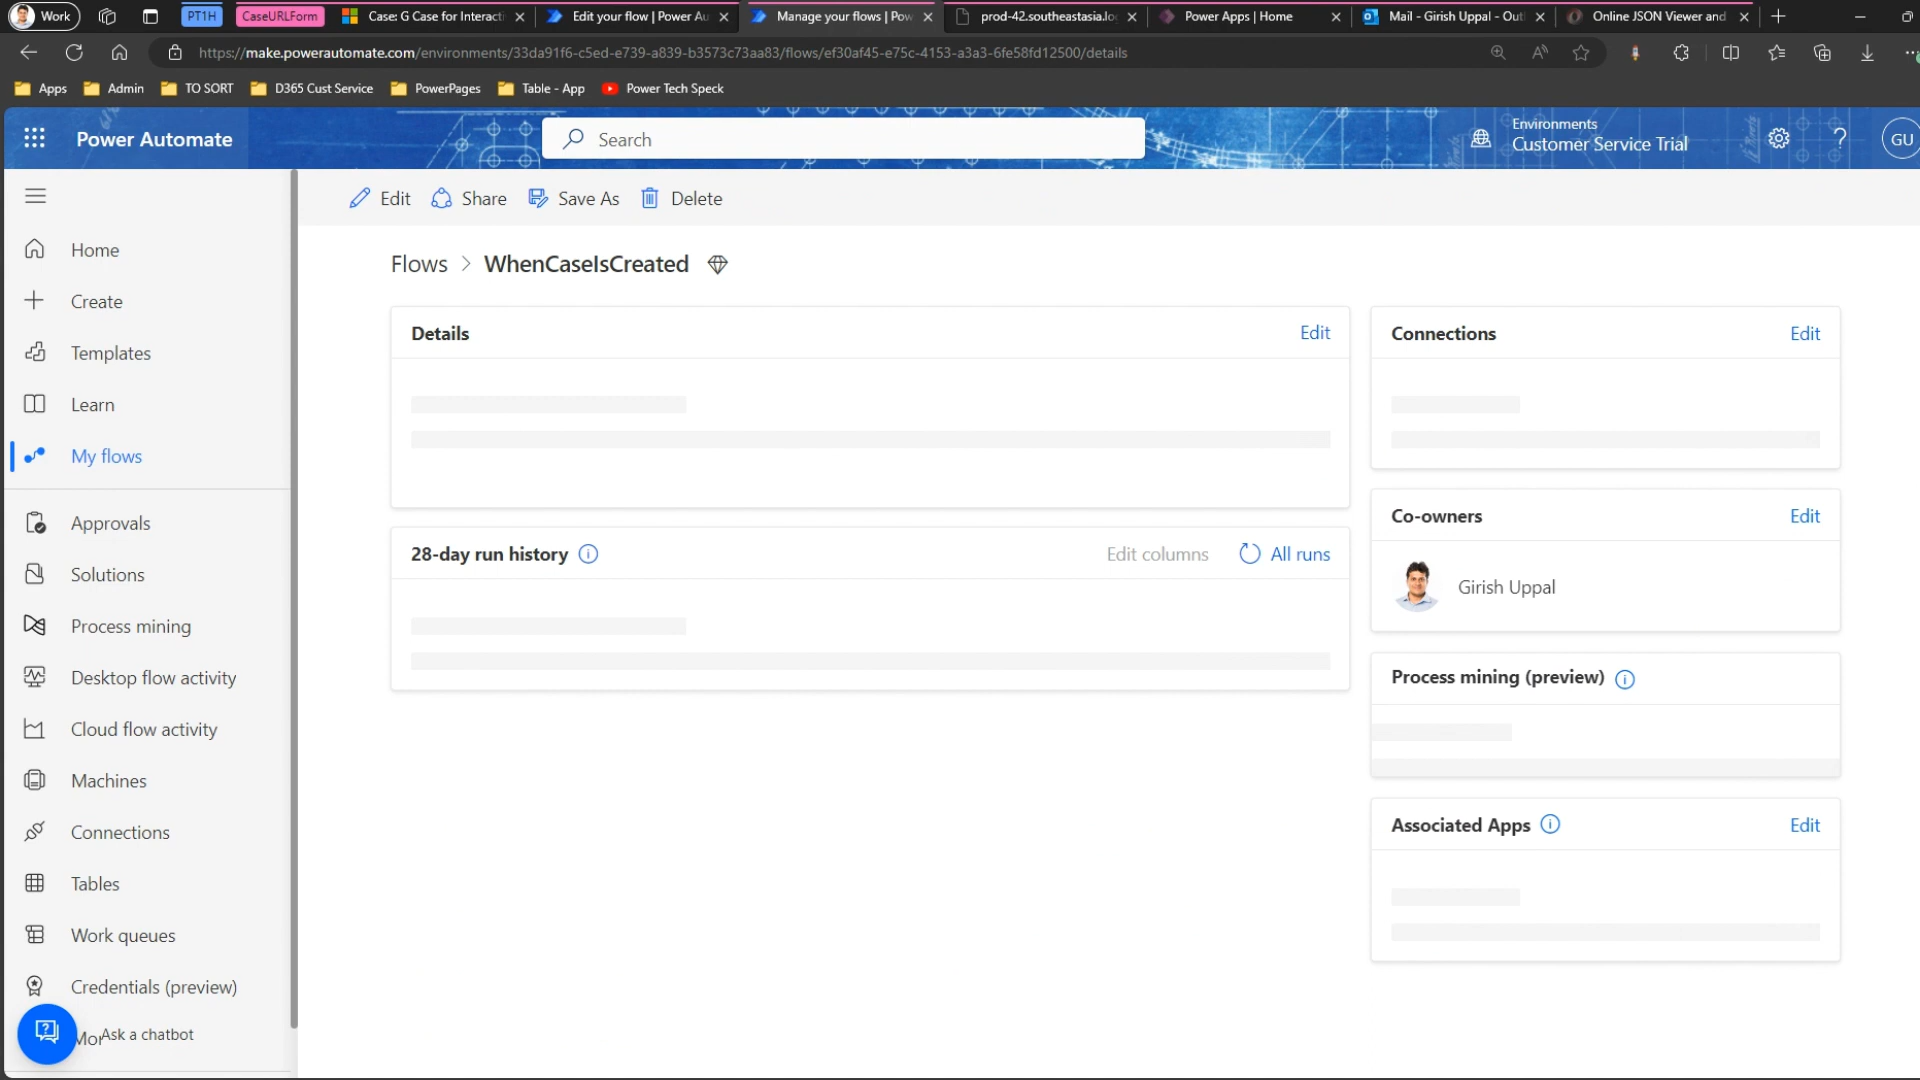 Work
PT1H
CaseURLForm
Case: G Case for Interacti
Edit your flow | Power Au
Manage your flows | Pow
prod-42.southeastasia.lo
Power Apps | Home
Mail - Girish Uppal - Outl
Online JSON Viewer and
https://make.powerautomate.com/environments/33da91f6-c5ed-e739-a839-b3573c73aa83/flows/ef30af45-e75c-4153-a3a3-6fe58fd12500/details
Apps
Admin
TO SORT
D365 Cust Service
PowerPages
Table - App
Power Tech Speck
Power Automate
Search
Environments
Customer Service Trial
GU
Edit
Share
Save As
Delete
Home
Create
Templates
Learn
My flows
Approvals
Solutions
Process mining
Desktop flow activity
Cloud flow activity
Machines
Connections
Tables
Work queues
Credentials (preview)
Ask a chatbot
Flows > WhenCaseIsCreated
Details
Edit
28-day run history
Edit columns
All runs
Connections
Edit
Co-owners
Edit
Girish Uppal
Process mining (preview)
Associated Apps
Edit